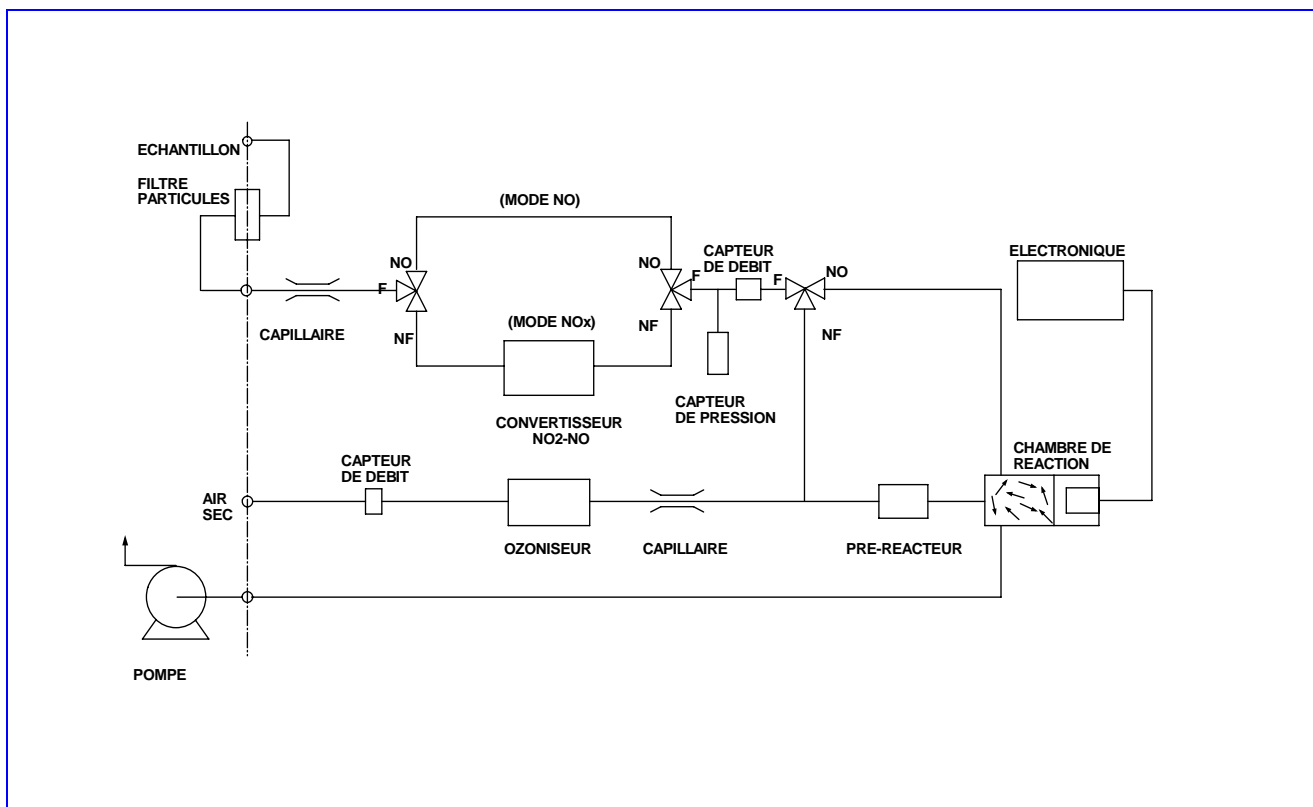 ECHANTILLON
FILTRE
PARTICULES
(MODE NO)
CAPTEUR
DE DEBIT
ELECTRONIQUE
NO
NO
F
F
F
NO
CAPILLAIRE
NF
(MODE NOx)
NF
NF
CAPTEUR
DE PRESSION
CONVERTISSEUR
NO2-NO
CHAMBRE DE
REACTION
CAPTEUR
DE DEBIT
AIR
SEC
OZONISEUR
CAPILLAIRE
PRE-REACTEUR
POMPE